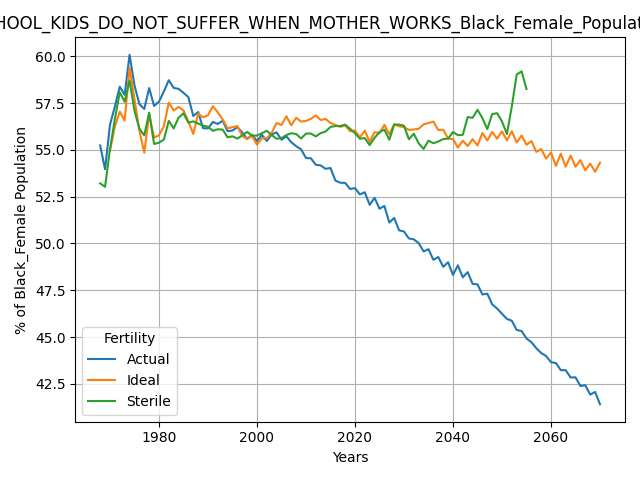 HOOL_KIDS_DO_NOT_SUFFER_WHEN_MOTHER_WORKS_Black_Female_Populat
60.0
57.5
55.0
52.5
50.0
47.5
45.0
42.5
% of Black_Female Population
Fertility
Actual
Ideal
Sterile
1980
2000
2020
2040
2060
Years